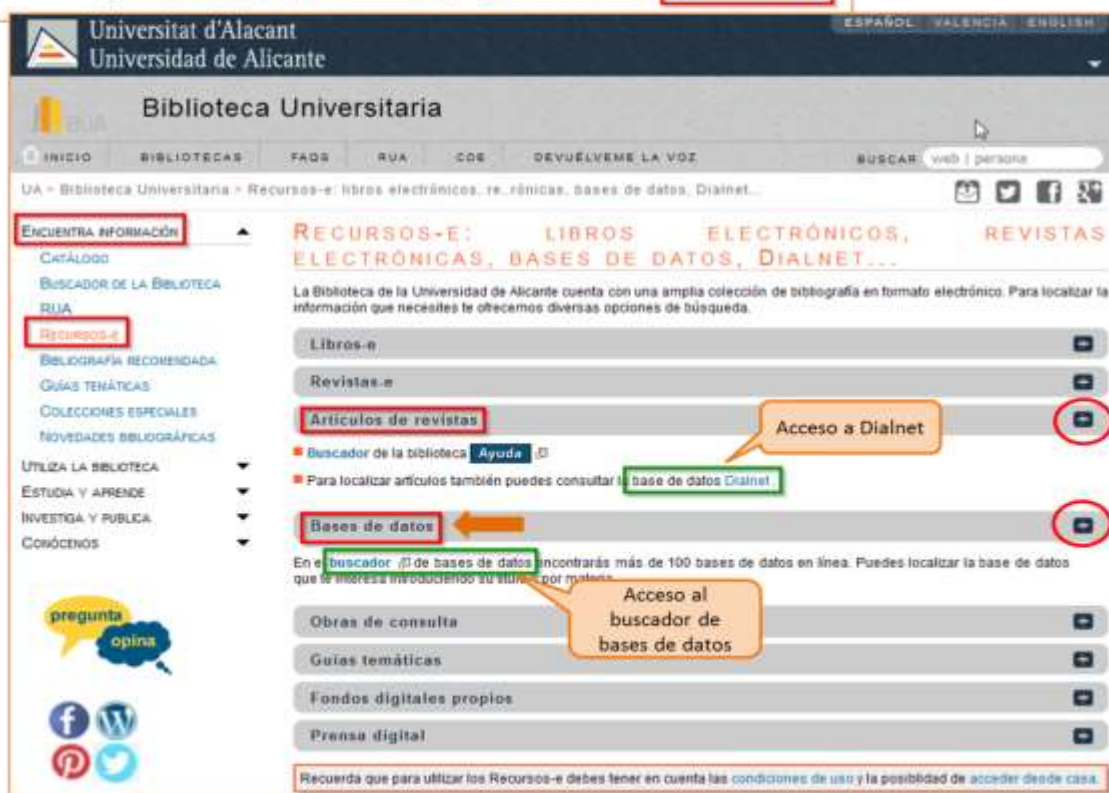 ESPAÑOL VALENCIÀ ENGLISH
Universitat d'Alacant
Universidad de Alicante
BUA
Biblioteca Universitaria
INICIO BIBLIOTECAS FAQS RUA COE DEVUÉLVEME LA VOZ BUSCAR web | persona
UA > Biblioteca Universitaria > Recursos-e: libros electrónicos, re..rónicas, bases de datos, Dialnet...
ENCUENTRA INFORMACIÓN
CATÁLOGO
BUSCADOR DE LA BIBLIOTECA
RUA
RECURSOS-E
BIBLIOGRAFÍA RECOMENDADA
GUÍAS TEMÁTICAS
COLECCIONES ESPECIALES
NOVEDADES BIBLIOGRÁFICAS
UTILIZA LA BIBLIOTECA
ESTUDIA Y APRENDE
INVESTIGA Y PUBLICA
CONÓCENOS
pregunta
opina
RECURSOS-E: LIBROS ELECTRÓNICOS, REVISTAS
ELECTRÓNICAS, BASES DE DATOS, DIALNET...
La Biblioteca de la Universidad de Alicante cuenta con una amplia colección de bibliografía en formato electrónico. Para localizar la
información que necesites te ofrecemos diversas opciones de búsqueda.
Libros-e
Revistas-e
Artículos de revistas
Acceso a Dialnet
Buscador de la biblioteca Ayuda
Para localizar artículos también puedes consultar la base de datos Dialnet.
Bases de datos
En el buscador de bases de datos encontrarás más de 100 bases de datos en línea. Puedes localizar la base de datos
que te interesa introduciendo su por materia
Acceso al
buscador de
bases de datos
Obras de consulta
Guías temáticas
Fondos digitales propios
Prensa digital
Recuerda que para utilizar los Recursos-e debes tener en cuenta las condiciones de uso y la posibilidad de acceder desde casa.